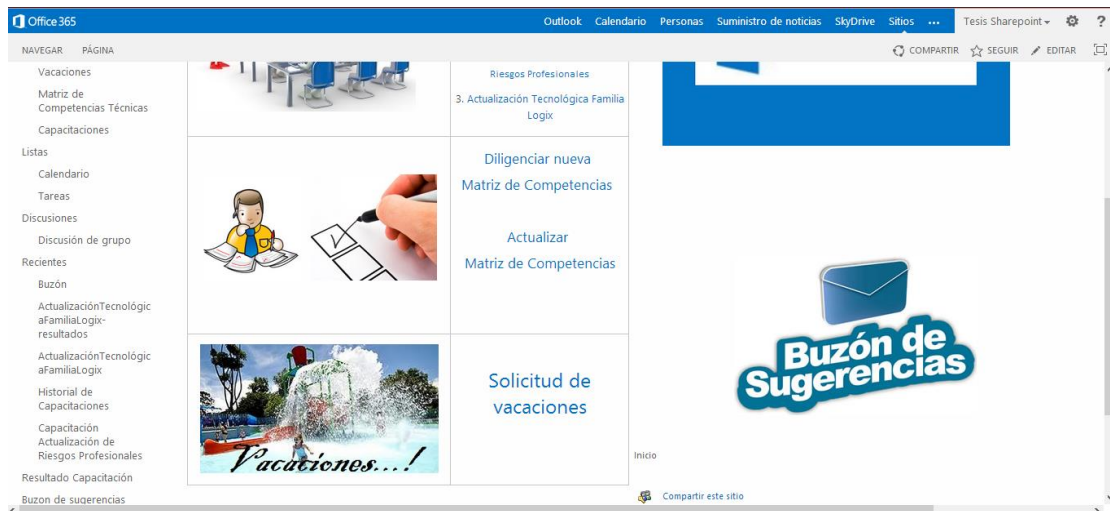 Office 365
Outlook Calendario Personas Suministro de noticias SkyDrive Sitios ... Tesis Sharepoint ?
NAVEGAR PÁGINA
COMPARTIR SEGUIR EDITAR
Vacaciones
Matriz de
Competencias Técnicas
Capacitaciones
Listas
Calendario
Tareas
Discusiones
Discusión de grupo
Recientes
Buzón
ActualizaciónTecnológic
aFamiliaLogix-
resultados
ActualizaciónTecnológic
aFamiliaLogix
Historial de
Capacitaciones
Capacitación
Actualización de
Riesgos Profesionales
Resultado Capacitación
Buzon de sugerencias
Riesgos Profesionales
3. Actualización Tecnológica Familia
Logix
Diligenciar nueva
Matriz de Competencias
Actualizar
Matriz de Competencias
Vacaciones...!
Solicitud de
vacaciones
Buzón de
Sugerencias
Inicio
Compartir este sitio